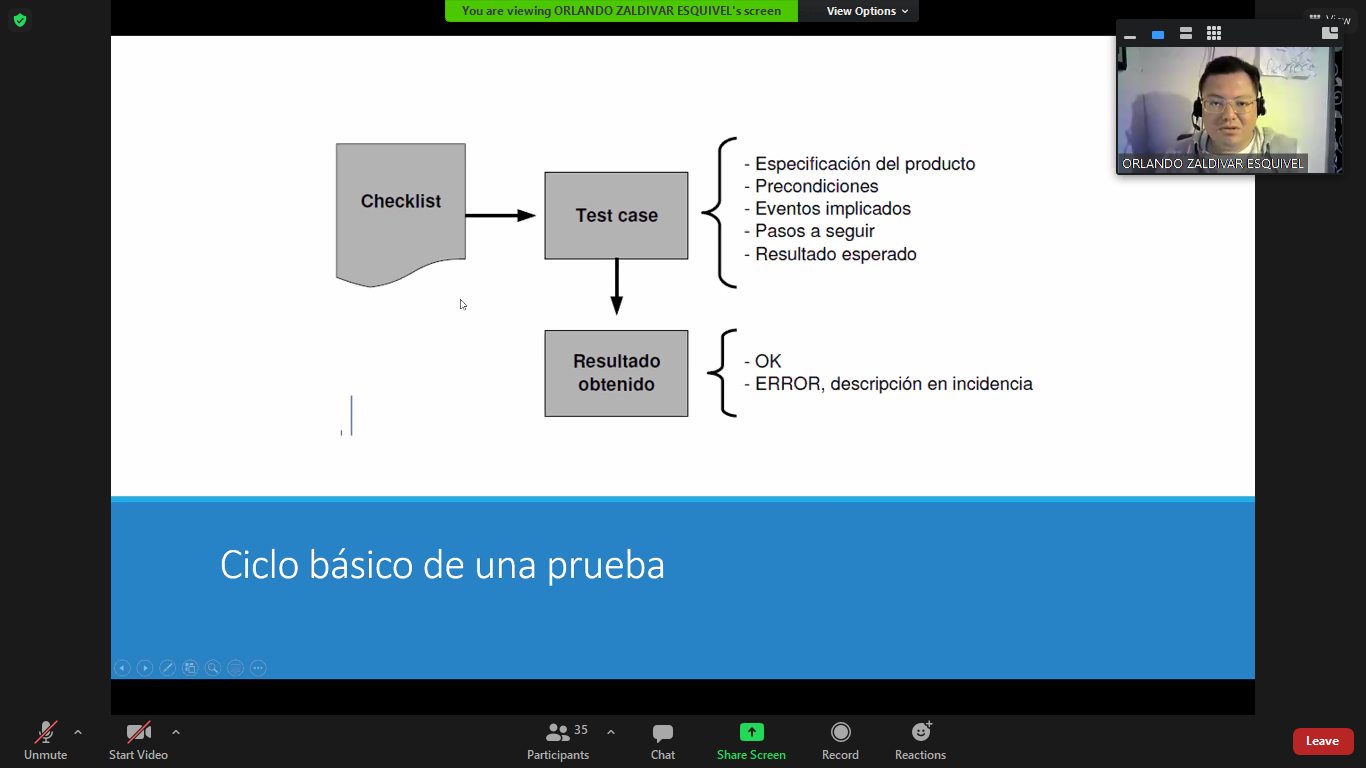 You are viewing ORLANDO ZALDIVAR ESQUIVEL's screen
View Options
View
ORLANDO ZALDIVAR ESQUIVEL
Checklist
Test case
- Especificación del producto
- Precondiciones
- Eventos implicados
- Pasos a seguir
- Resultado esperado
Resultado
obtenido
- OK
- ERROR, descripción en incidencia
Ciclo básico de una prueba
Unmute
Start Video
Participants
35
Chat
Share Screen
Record
Reactions
Leave